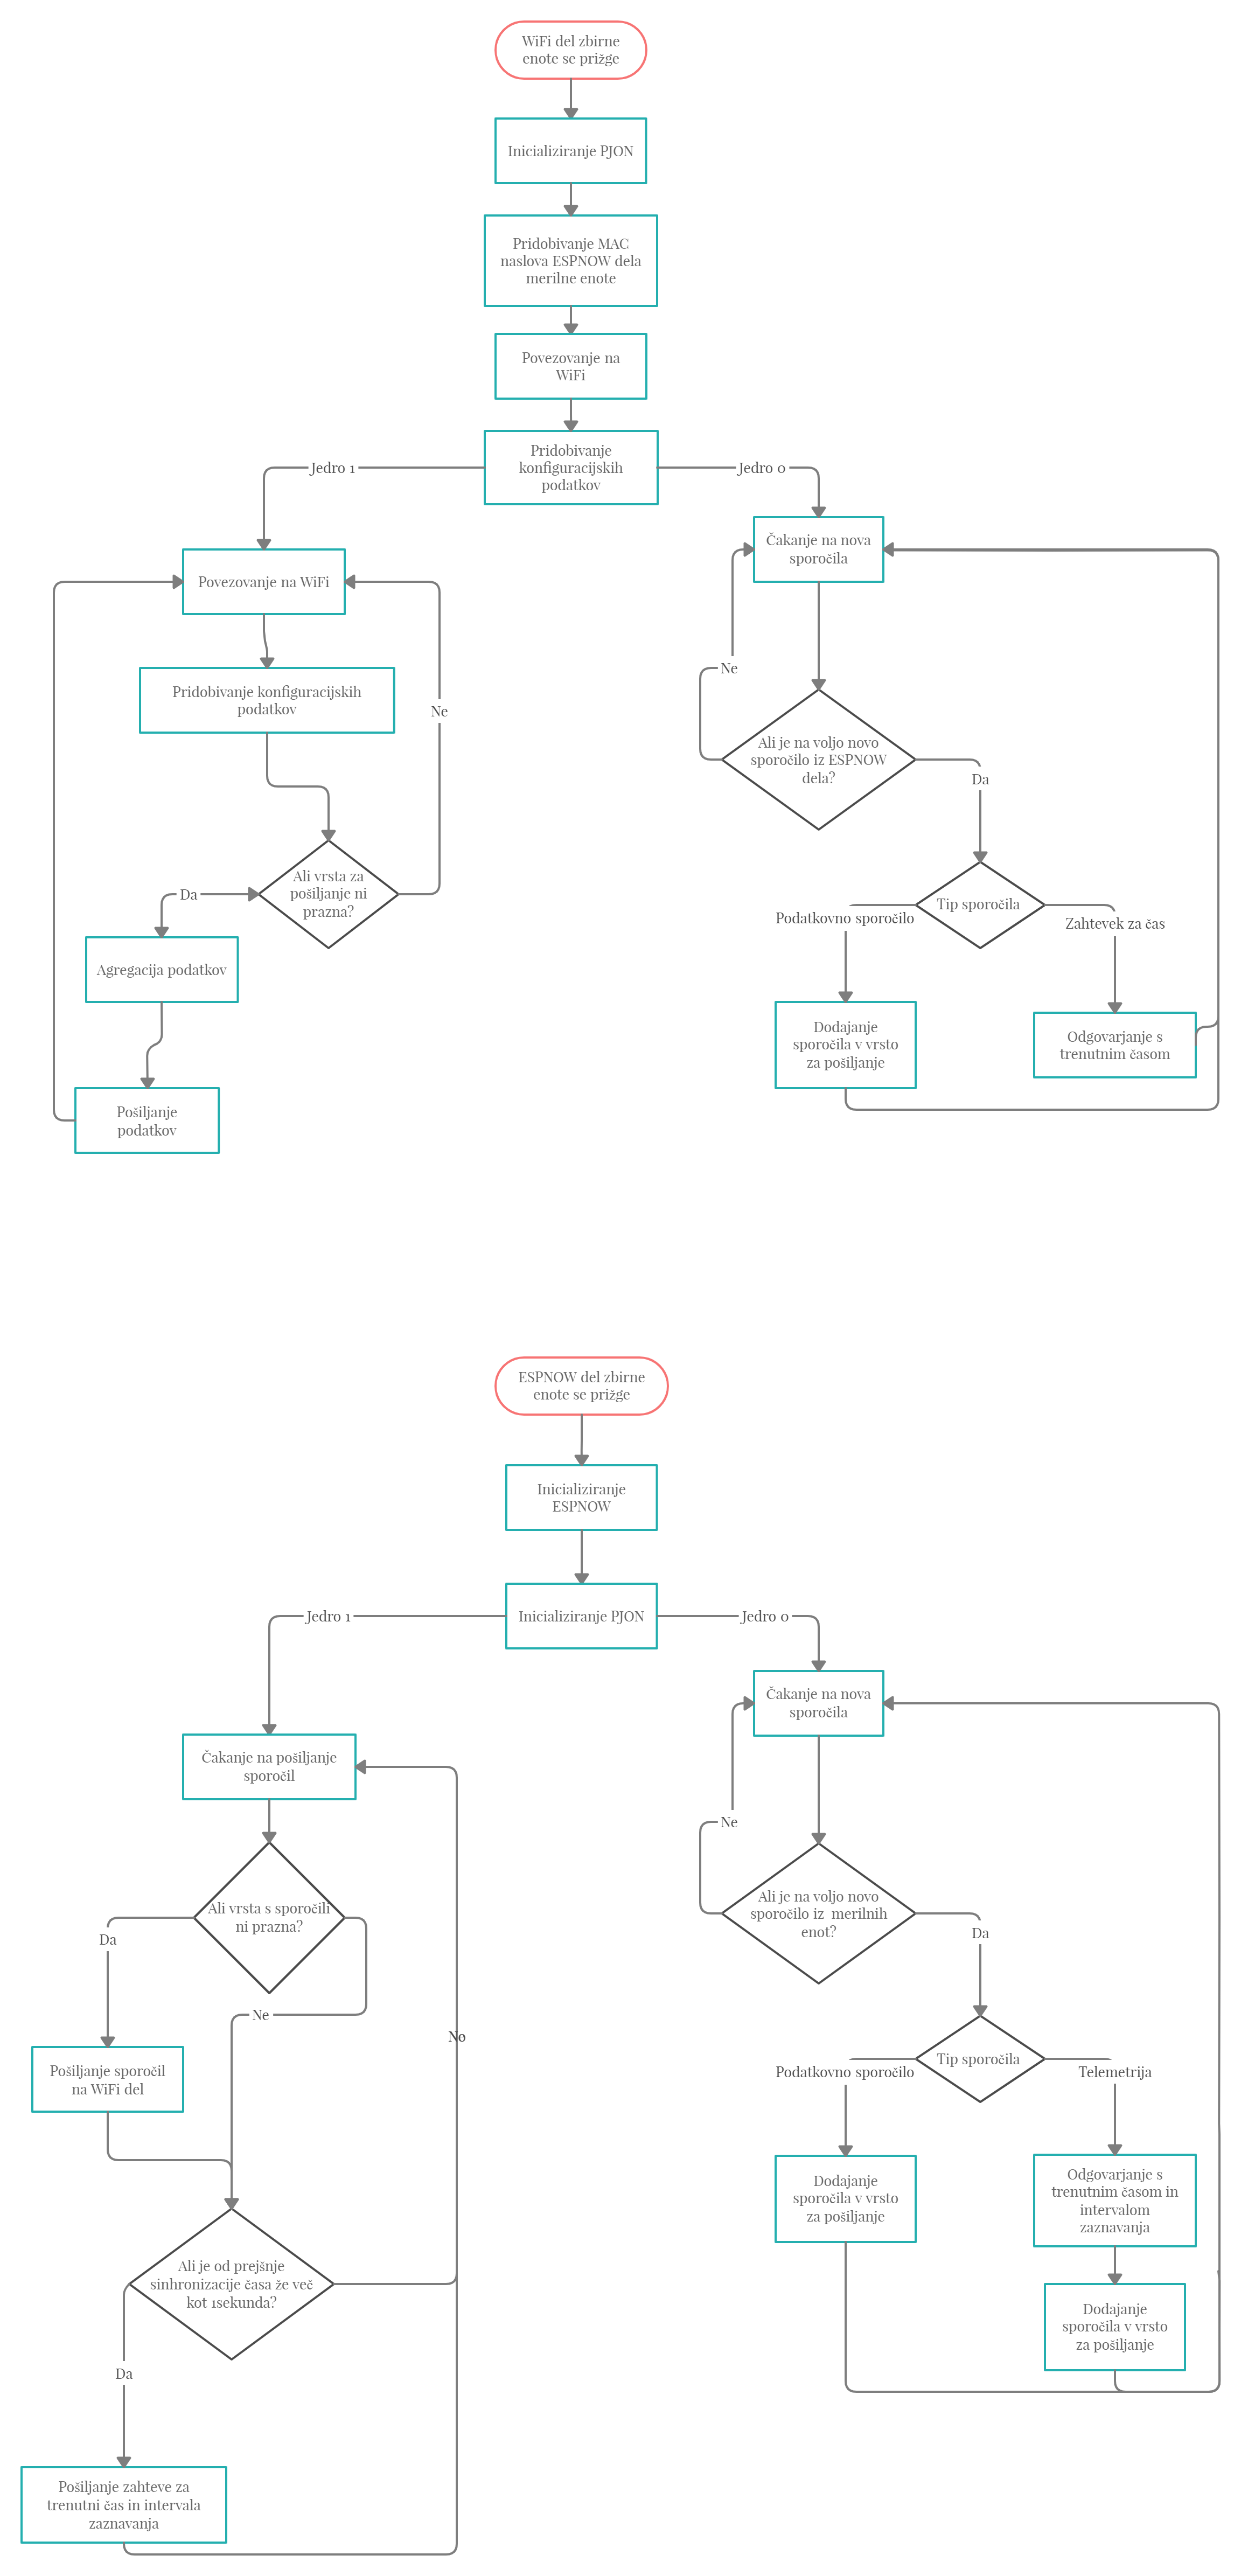 WiFi del zbirne
enote se prižge
Inicializiranje PJON
Pridobivanje MAC
naslova ESPNOW dela
merilne enote
Povezovanje na
WiFi
Pridobivanje
konfiguracijskih
podatkov
Jedro 1
Jedro 0
Povezovanje na WiFi
Pridobivanje konfiguracijskih
podatkov
Ne
Ali vrsta za
pošiljanje ni
prazna?
Da
Agregacija podatkov
Pošiljanje
podatkov
Čakanje na nova
sporočila
Ne
Ali je na voljo novo
sporočilo iz ESPNOW
dela?
Da
Tip sporočila
Podatkovno sporočilo
Zahtevek za čas
Dodajanje
sporočila v vrsto
za pošiljanje
Odgovarjanje s
trenutnim časom
ESPNOW del zbirne
enote se prižge
Inicializiranje
ESPNOW
Inicializiranje PJON
Jedro 1
Jedro 0
Čakanje na pošiljanje
sporočil
Ali vrsta s sporočili
ni prazna?
Da
Ne
No
Pošiljanje sporočil
na WiFi del
Ali je od prejšnje
sinhronizacije časa že več
kot 1sekunda?
Da
Pošiljanje zahteve za
trenutni čas in intervala
zaznavanja
Čakanje na nova
sporočila
Ne
Ali je na voljo novo
sporočilo iz  merilnih
enot?
Da
Tip sporočila
Podatkovno sporočilo
Telemetrija
Dodajanje
sporočila v vrsto
za pošiljanje
Odgovarjanje s
trenutnim časom in
intervalom
zaznavanja
Dodajanje
sporočila v vrsto
za pošiljanje